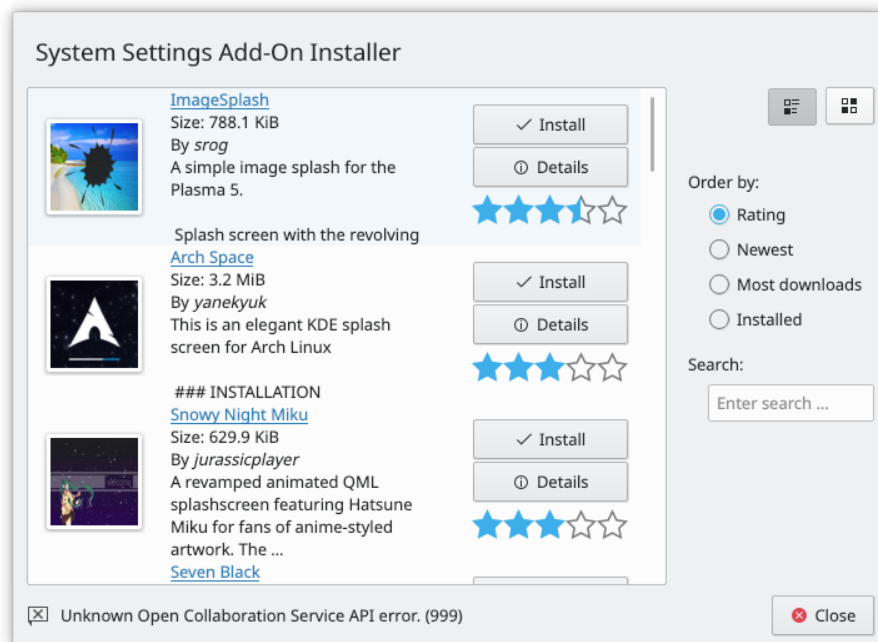 System Settings Add-On Installer
ImageSplash
Size: 788.1 KiB
By srog
A simple image splash for the
Plasma 5.
Splash screen with the revolving
Install
Details
Arch Space
Size: 3.2 MiB
By yanekyuk
This is an elegant KDE splash
screen for Arch Linux
### INSTALLATION
Install
Details
Snowy Night Miku
Size: 629.9 KiB
By jurassicplayer
A revamped animated QML
splashscreen featuring Hatsune
Miku for fans of anime-styled
artwork. The ...
Install
Details
Seven Black
Order by:
Rating
Newest
Most downloads
Installed
Search:
Enter search ...
Unknown Open Collaboration Service API error. (999)
Close